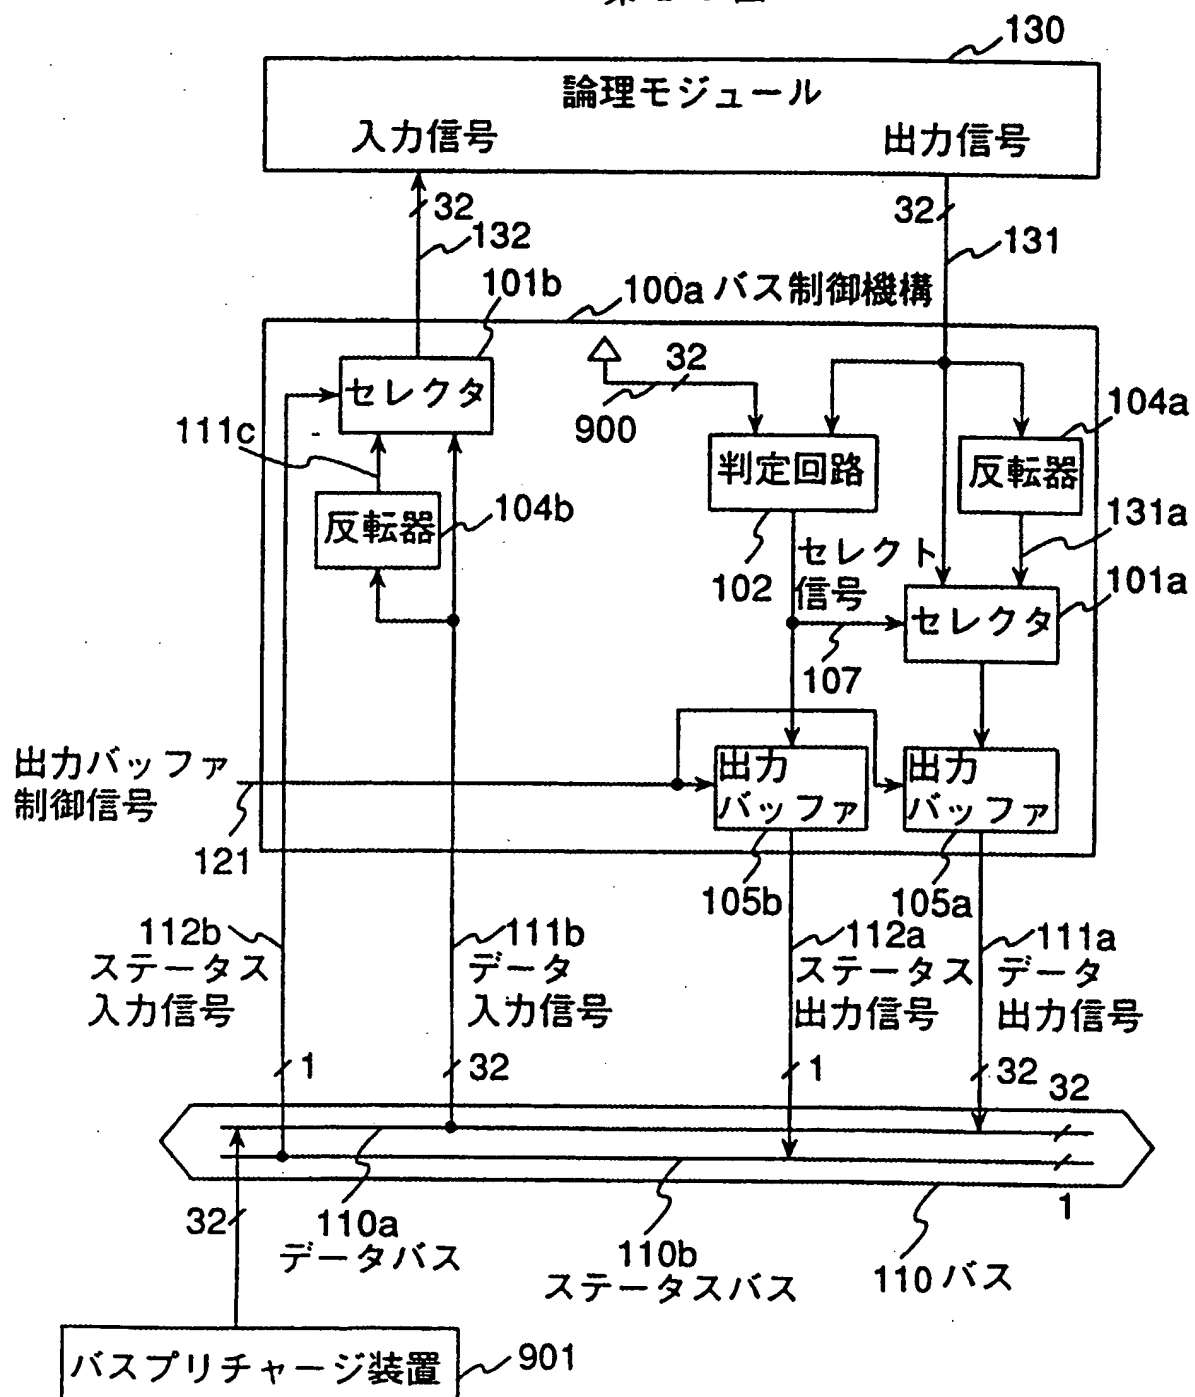 130
論理モジュール
入力信号
出力信号
32
132
32
131
101b
100a バス制御機構
セレクタ
32
900
111c
104a
判定回路
反転器
反転器
104b
131a
102
セレクト
信号
101a
セレクタ
107
出力バッファ
制御信号
121
出力
バッファ
出力
バッファ
105b
105a
112b
ステータス
入力信号
111b
データ
入力信号
112a
ステータス
出力信号
111a
データ
出力信号
1
32
1
32
32
1
32
110a
データバス
110b
ステータスバス
110 バス
バスプリチャージ装置
901